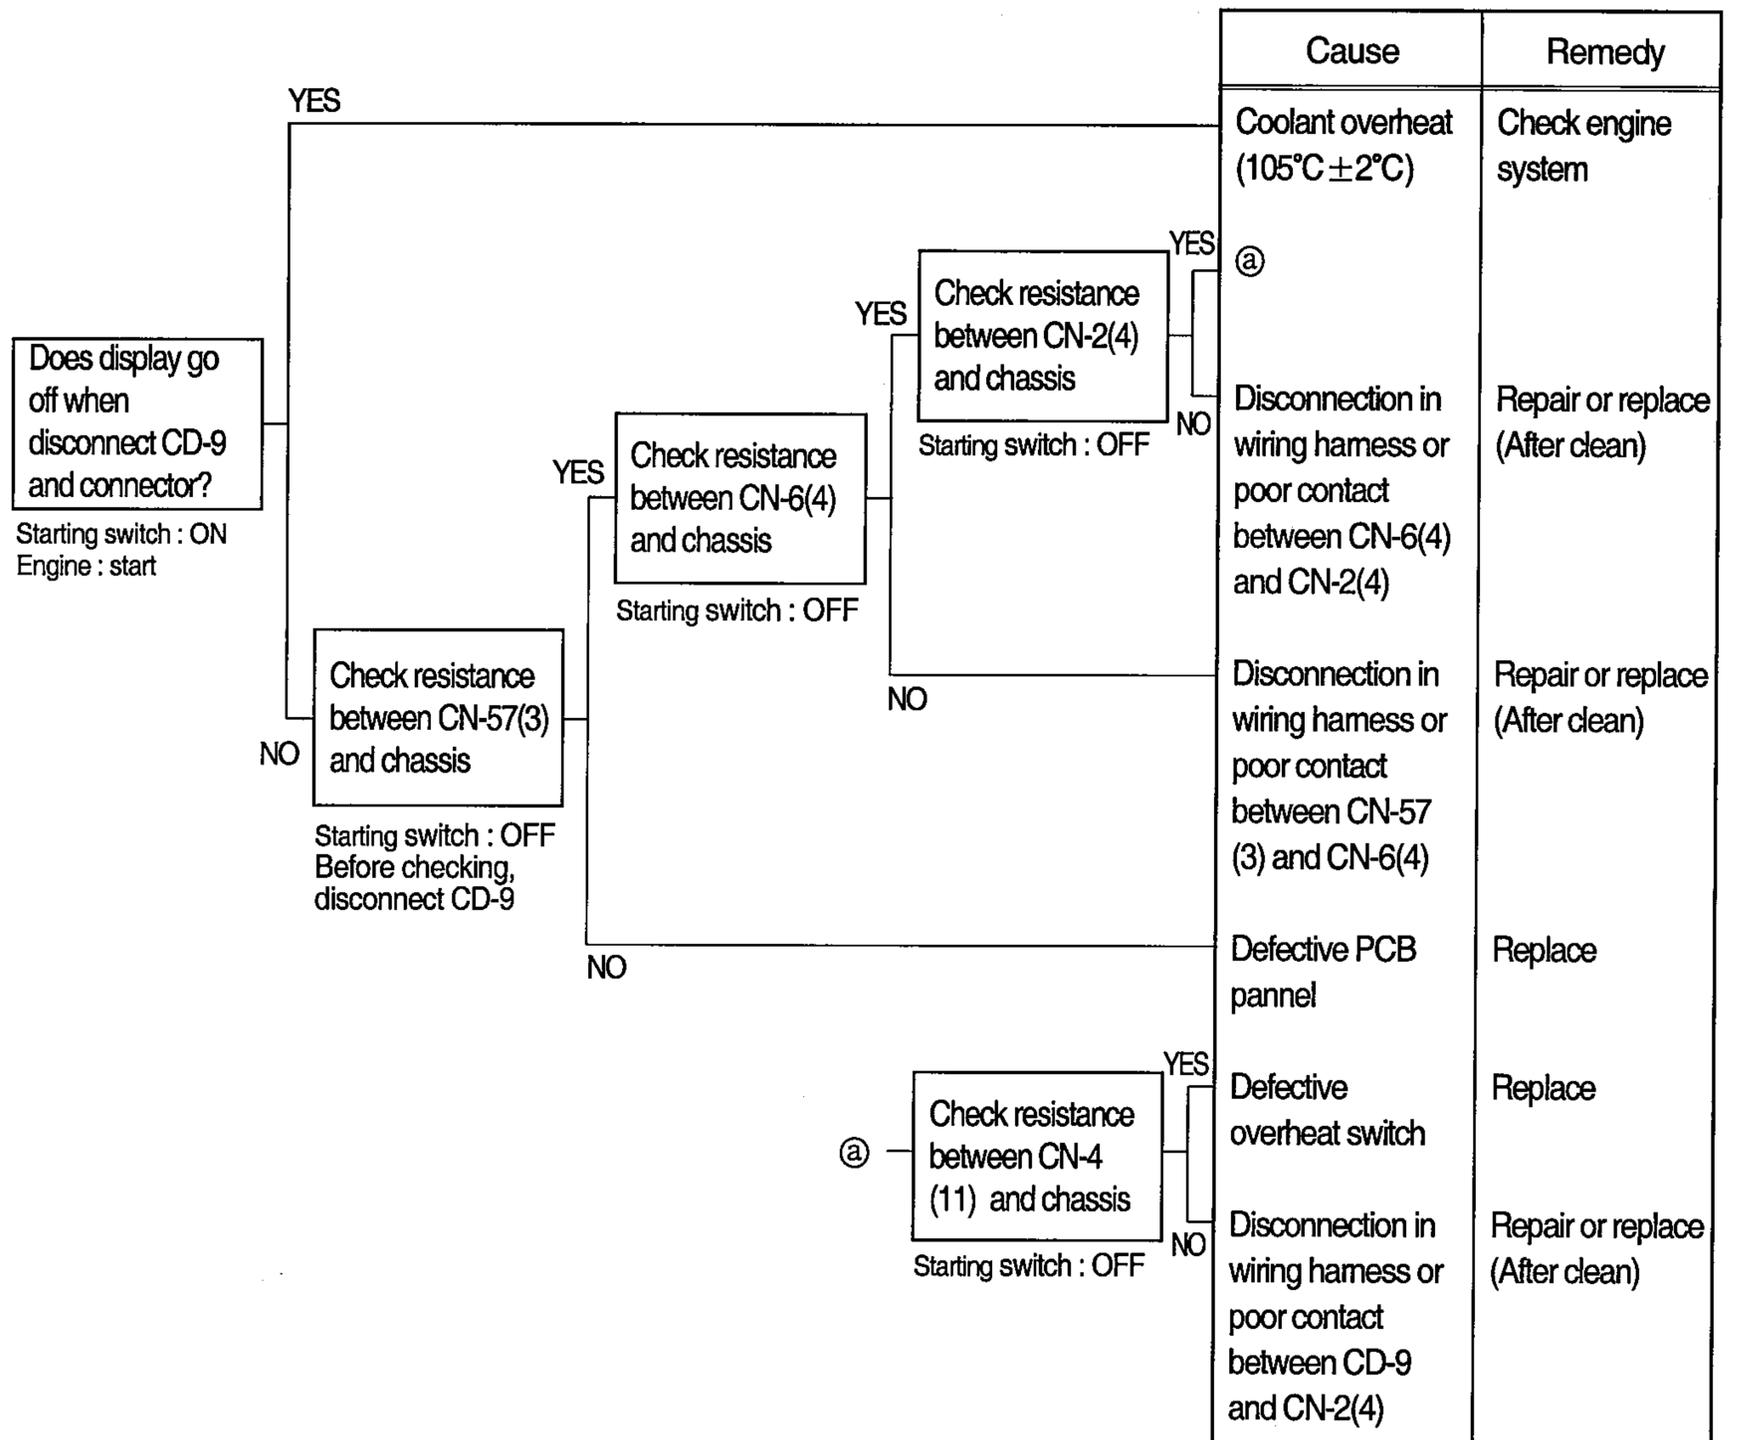 Cause
Remedy
YES
Coolant overheat
(105°C±2°C)
Check engine
system
YES
ⓐ
Check resistance
between CN-2(4)
and chassis
YES
NO
Starting switch : OFF
Disconnection in
wiring harness or
poor contact
between CN-6(4)
and CN-2(4)
Repair or replace
(After clean)
Does display go
off when
disconnect CD-9
and connector?
Starting switch : ON
Engine : start
YES
Check resistance
between CN-6(4)
and chassis
Starting switch : OFF
NO
Disconnection in
wiring harness or
poor contact
between CN-57
(3) and CN-6(4)
Repair or replace
(After clean)
NO
Check resistance
between CN-57(3)
and chassis
Starting switch : OFF
Before checking,
disconnect CD-9
NO
Defective PCB
pannel
Replace
ⓐ
Check resistance
between CN-4
(11) and chassis
Starting switch : OFF
YES
Defective
overheat switch
Replace
NO
Disconnection in
wiring harness or
poor contact
between CD-9
and CN-2(4)
Repair or replace
(After clean)